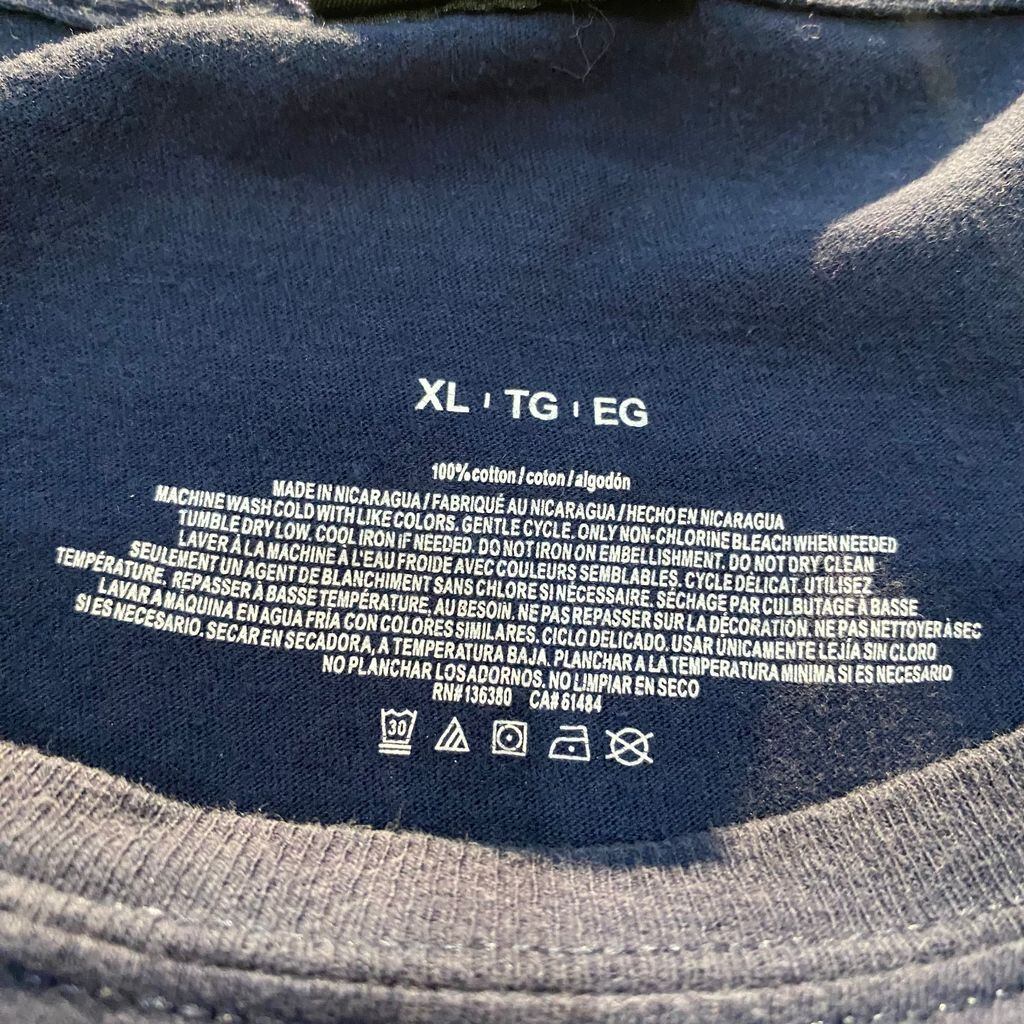 XL | TG | EG
100% cotton / coton / algodón
MADE IN NICARAGUA / FABRIQUÉ AU NICARAGUA / HECHO EN NICARAGUA
MACHINE WASH COLD WITH LIKE COLORS. GENTLE CYCLE. ONLY NON-CHLORINE BLEACH WHEN NEEDED
TUMBLE DRY LOW. COOL IRON iF NEEDED. DO NOT IRON ON EMBELLISHMENT. DO NOT DRY CLEAN
LAVER À LA MACHINE À L'EAU FROIDE AVEC COULEURS SEMBLABLES. CYCLE DÉLICAT. UTILISEZ
SEULEMENT UN AGENT DE BLANCHIMENT SANS CHLORE SI NÉCESSAIRE. SÉCHAGE PAR CULBUTAGE À BASSE
TEMPÉRATURE. REPASSER À BASSE TEMPÉRATURE, AU BESOIN. NE PAS REPASSER SUR LA DÉCORATION. NE PAS NETTOYER À SEC
LAVAR A MÁQUINA EN AGUA FRÍA CON COLORES SIMILARES. CICLO DELICADO. USAR ÚNICAMENTE LEJÍA SIN CLORO
SI ES NECESARIO. SECAR EN SECADORA, A TEMPERATURA BAJA. PLANCHAR A LA TEMPERATURA MINIMA SI ES NECESARIO
NO PLANCHAR LOS ADORNOS. NO LIMPIAR EN SECO
RN# 136380 CA# 61484
30